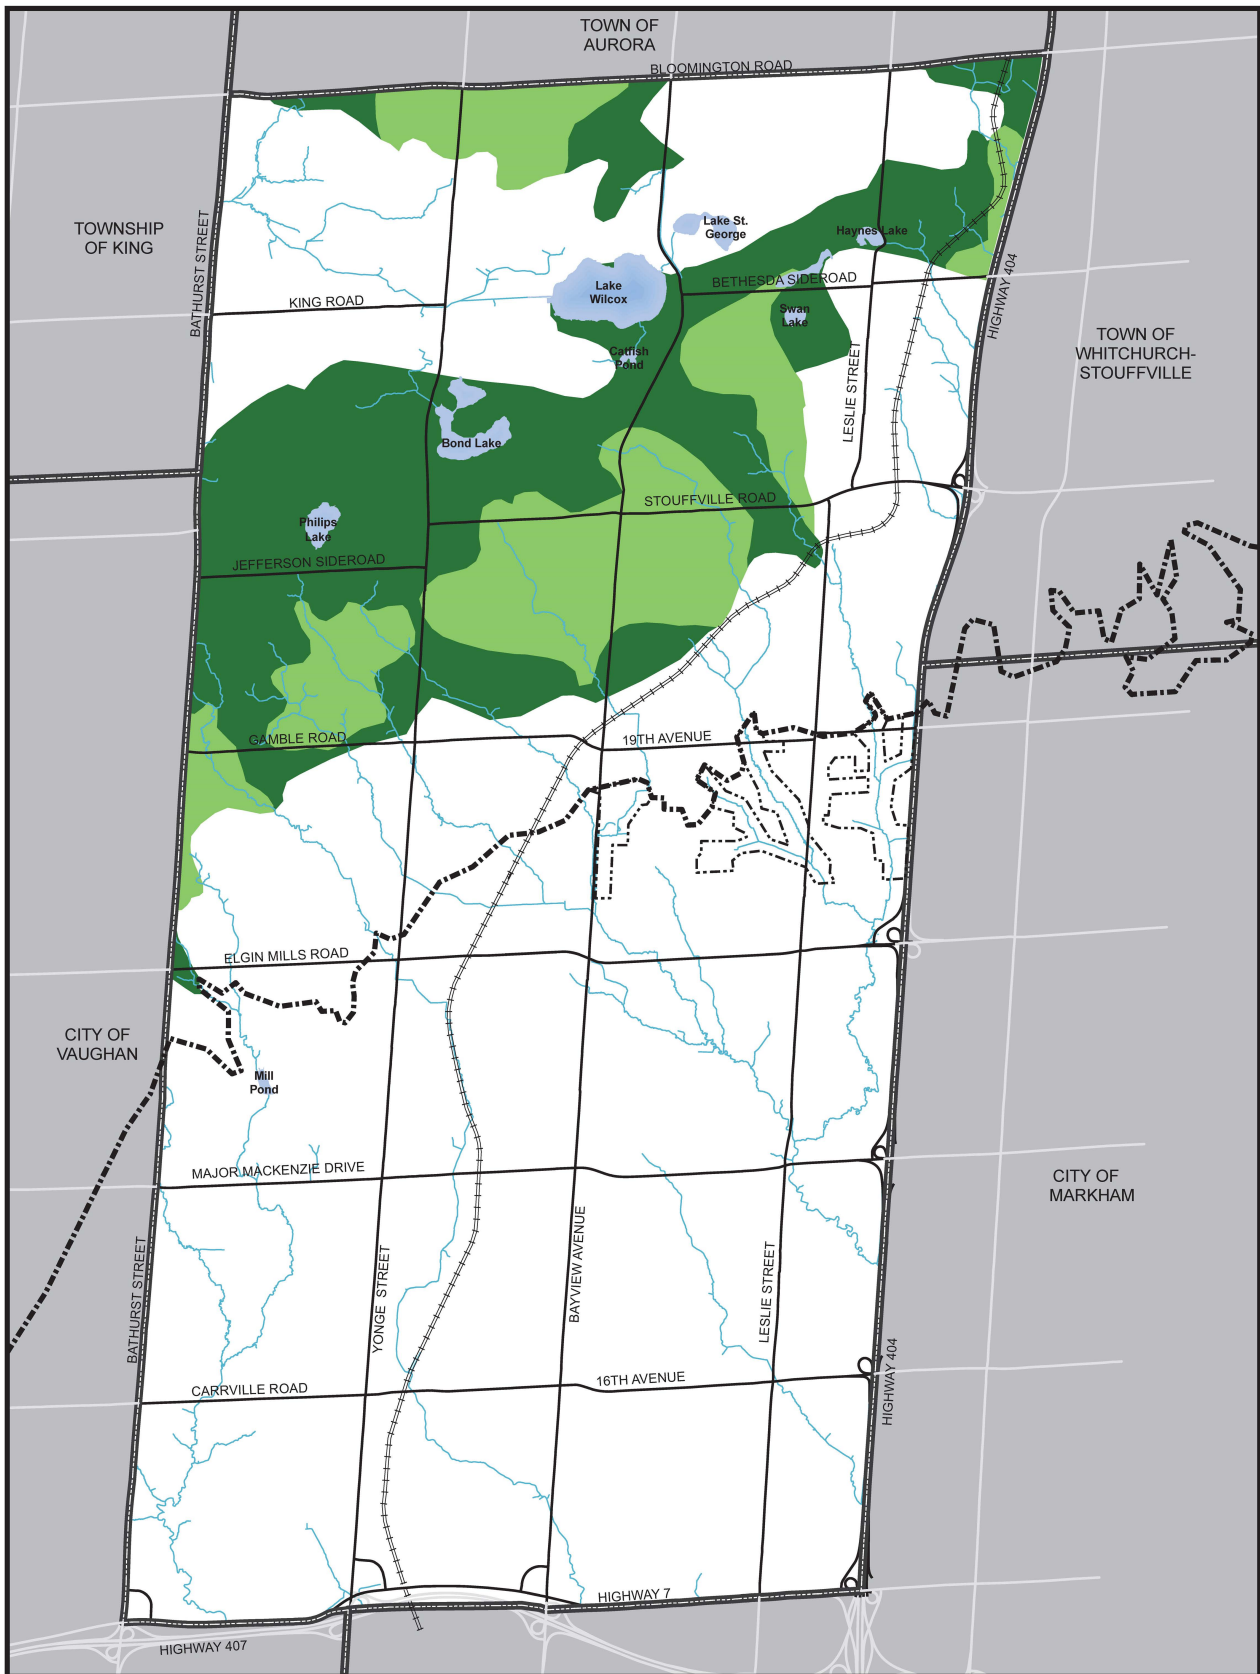 TOWN OF
AURORA
BLOOMINGTON ROAD
TOWNSHIP
OF KING
BATHURST STREET
Lake St.
George
Haynes Lake
Lake
Wilcox
BETHESDA SIDEROAD
KING ROAD
Swan
Lake
HIGHWAY 404
TOWN OF
WHITCHURCH-
STOUFFVILLE
Catfish
Pond
LESLIE STREET
Bond Lake
STOUFFVILLE ROAD
Philips
Lake
JEFFERSON SIDEROAD
GAMBLE ROAD
19TH AVENUE
ELGIN MILLS ROAD
CITY OF
VAUGHAN
Mill
Pond
MAJOR MACKENZIE DRIVE
CITY OF
MARKHAM
BATHURST STREET
YONGE STREET
BAYVIEW AVENUE
LESLIE STREET
HIGHWAY 404
CARRVILLE ROAD
16TH AVENUE
HIGHWAY 7
HIGHWAY 407